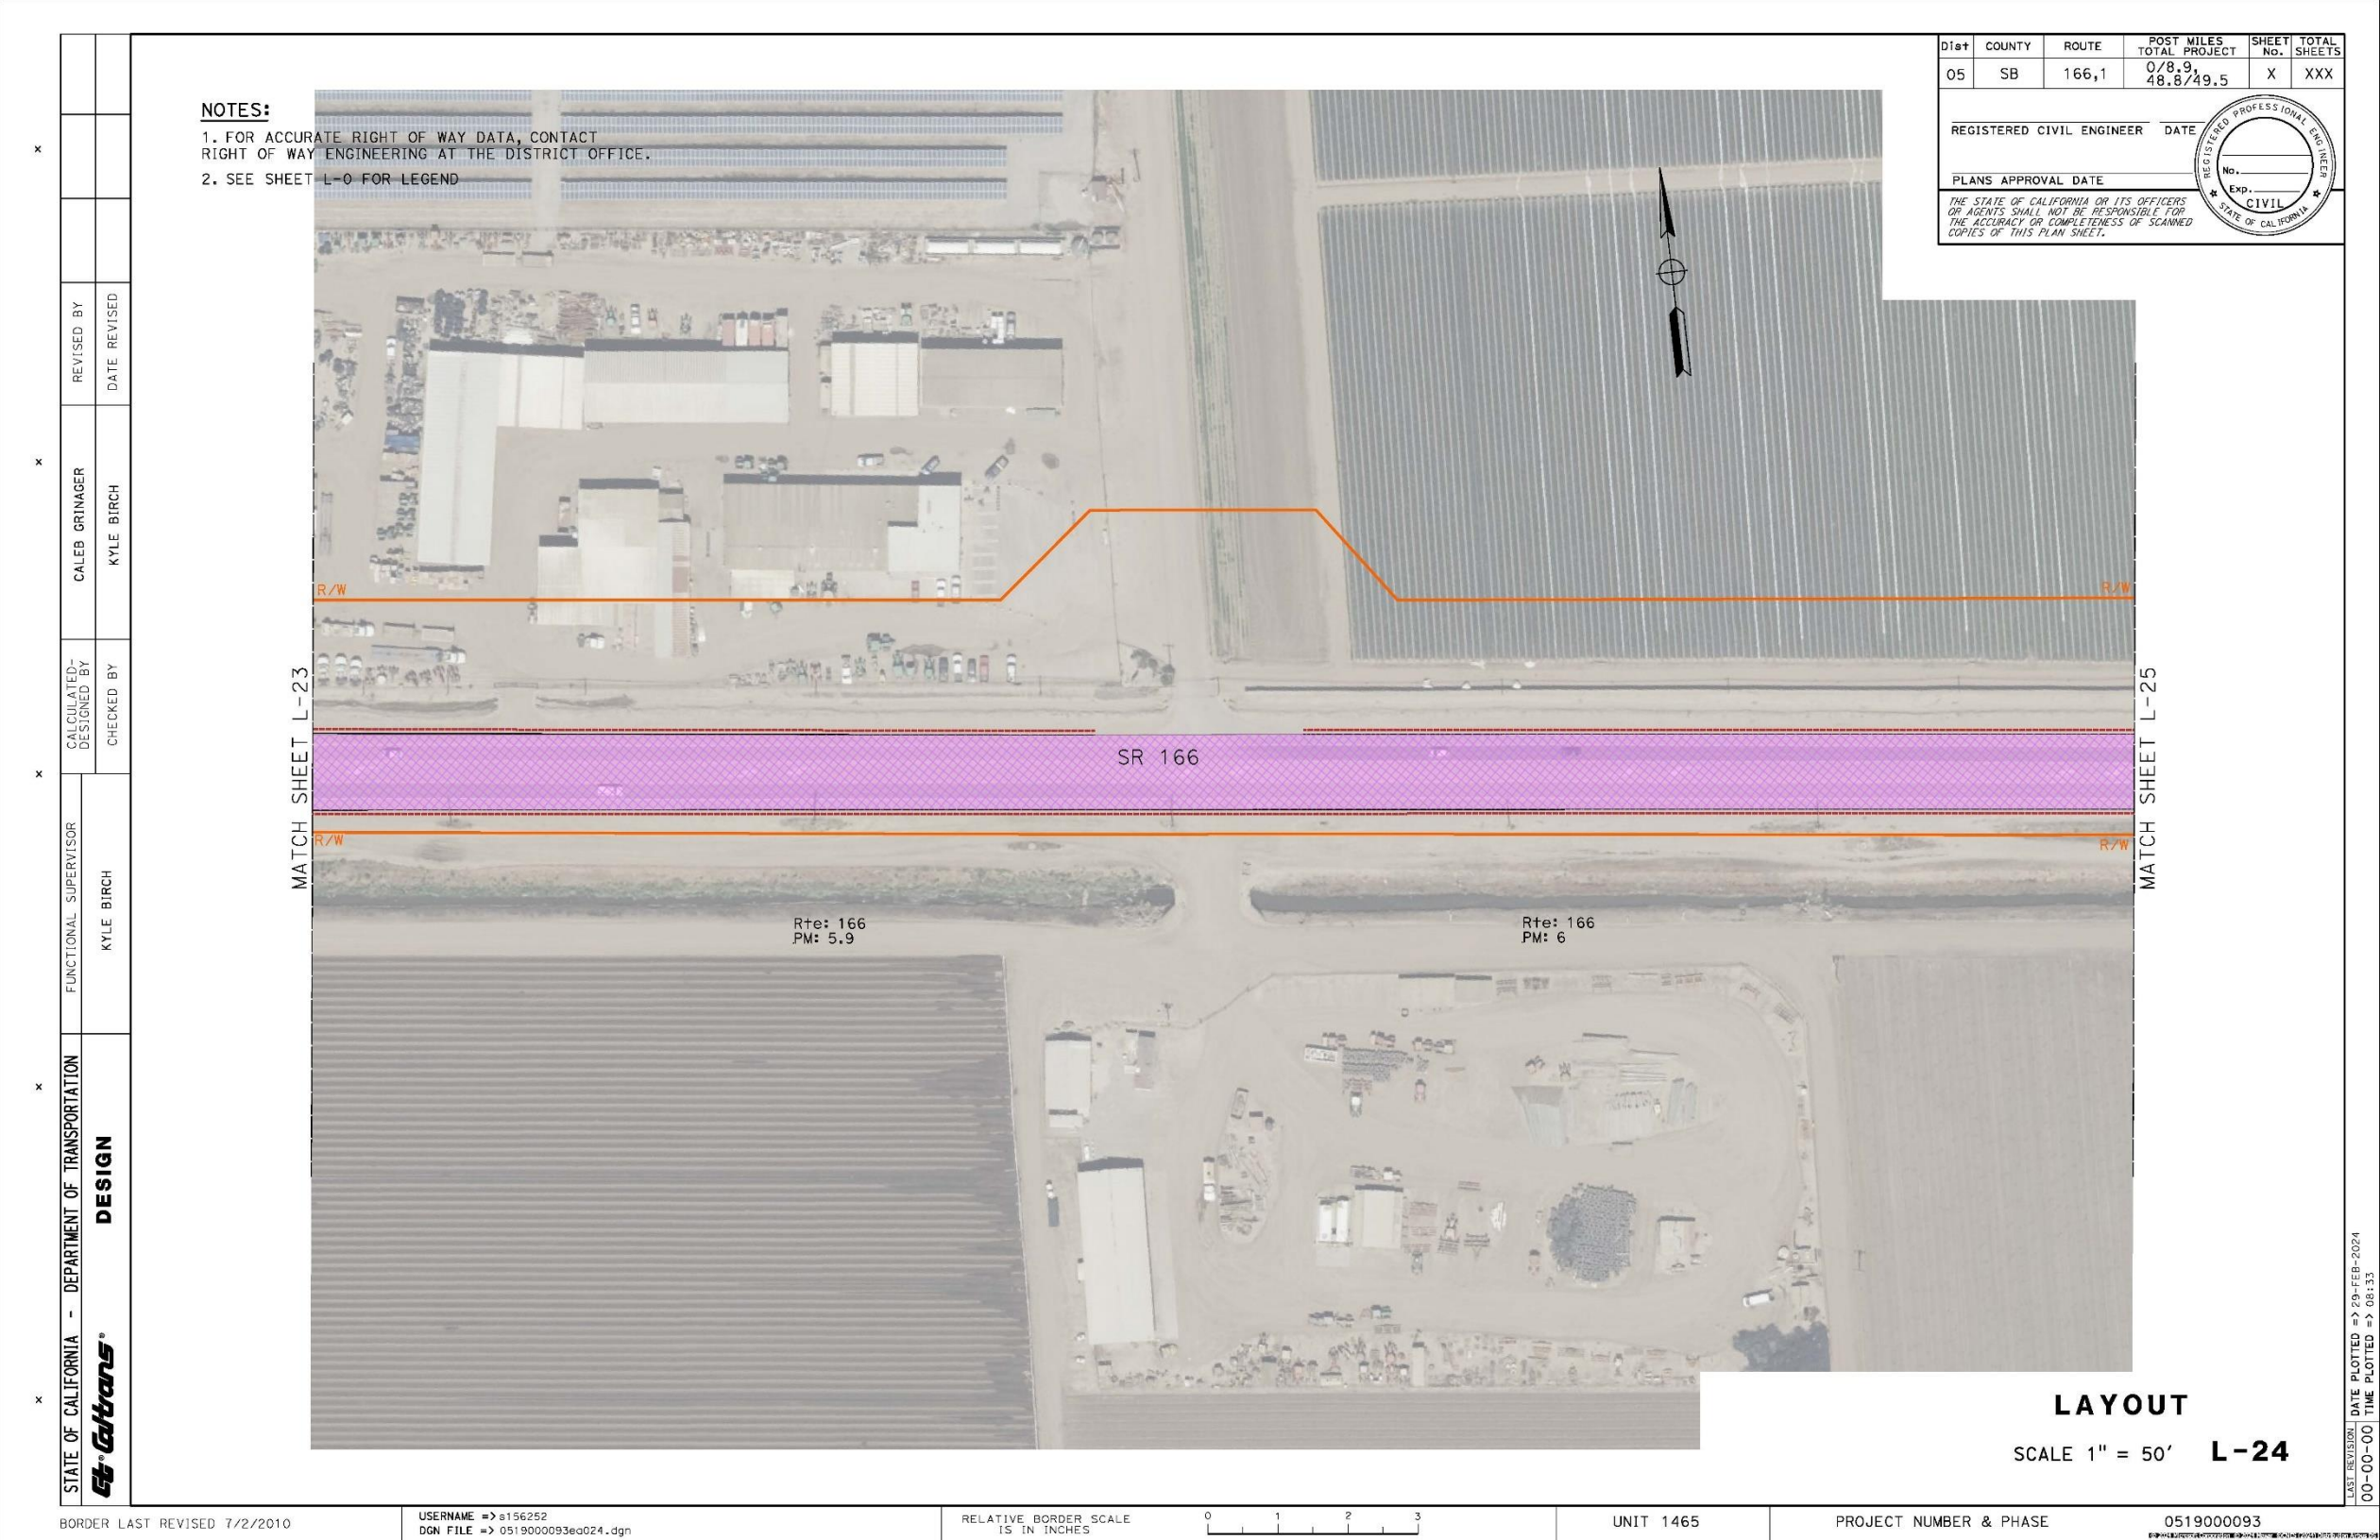 Dist COUNTY ROUTE POST MILES TOTAL PROJECT SHEET No. TOTAL SHEETS
05 SB 166,1 0/8.9, 48.8/49.5 X XXX
REGISTERED CIVIL ENGINEER DATE
PLANS APPROVAL DATE
THE STATE OF CALIFORNIA OR ITS OFFICERS
OR AGENTS SHALL NOT BE RESPONSIBLE FOR
THE ACCURACY OR COMPLETENESS OF SCANNED
COPIES OF THIS PLAN SHEET.
REGISTERED PROFESSIONAL ENGINEER
No.
Exp.
CIVIL
STATE OF CALIFORNIA
NOTES:
1. FOR ACCURATE RIGHT OF WAY DATA, CONTACT
RIGHT OF WAY ENGINEERING AT THE DISTRICT OFFICE.
2. SEE SHEET L-0 FOR LEGEND
x
x
x
x
x
REVISED BY
DATE REVISED
CALEB GRINAGER
KYLE BIRCH
CALCULATED-
DESIGNED BY
CHECKED BY
FUNCTIONAL SUPERVISOR
KYLE BIRCH
STATE OF CALIFORNIA - DEPARTMENT OF TRANSPORTATION
DESIGN
Caltrans
R/W
R/W
MATCH SHEET L-23
SR 166
MATCH SHEET L-25
R/W
R/W
Rte: 166
PM: 5.9
Rte: 166
PM: 6
LAYOUT
SCALE 1" = 50'
L-24
LAST REVISION
00-00-00
DATE PLOTTED => 29-FEB-2024
TIME PLOTTED => 08:33
BORDER LAST REVISED 7/2/2010
USERNAME => s156252
DGN FILE => 0519000093ea024.dgn
RELATIVE BORDER SCALE
IS IN INCHES
0 1 2 3
UNIT 1465
PROJECT NUMBER & PHASE
0519000093